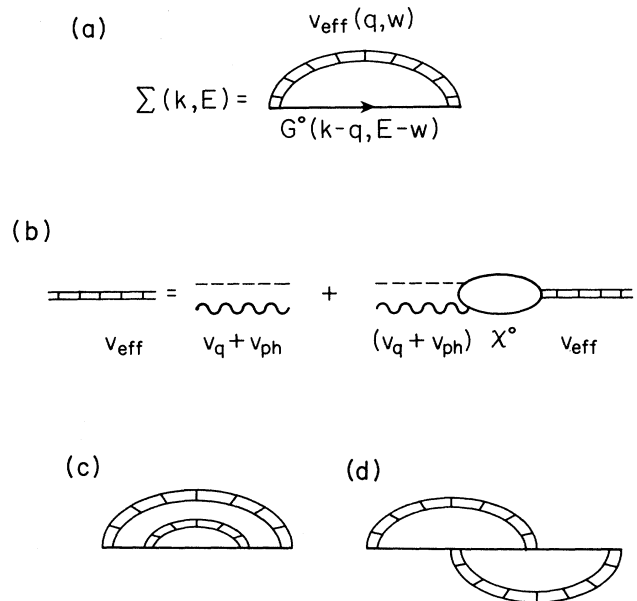 (a)
v_eff (q,w)
Σ (k,E) =
G° (k-q, E-w)
(b)
= +
v_eff v_q + v_ph (v_q + v_ph) χ° v_eff
(c) (d)